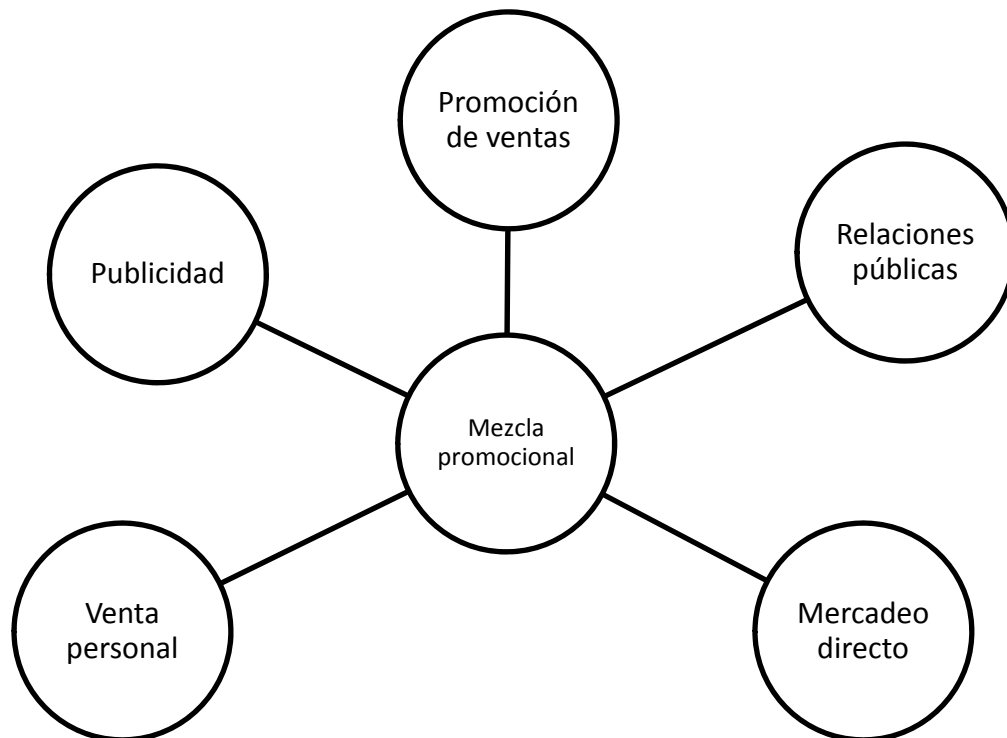 Promoción
de ventas
Publicidad
Relaciones
públicas
Mezcla
promocional
Venta
personal
Mercadeo
directo